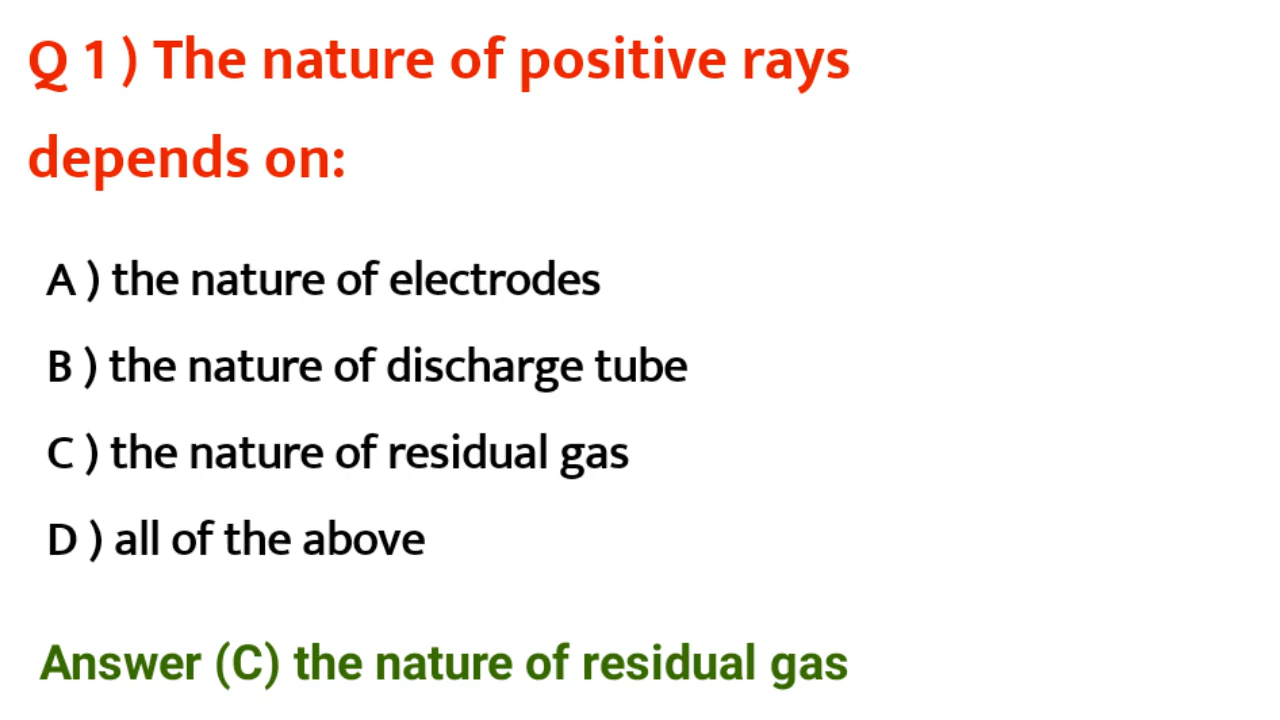 Q 1 ) The nature of positive rays
depends on:
A ) the nature of electrodes
B ) the nature of discharge tube
C ) the nature of residual gas
D ) all of the above
Answer (C) the nature of residual gas